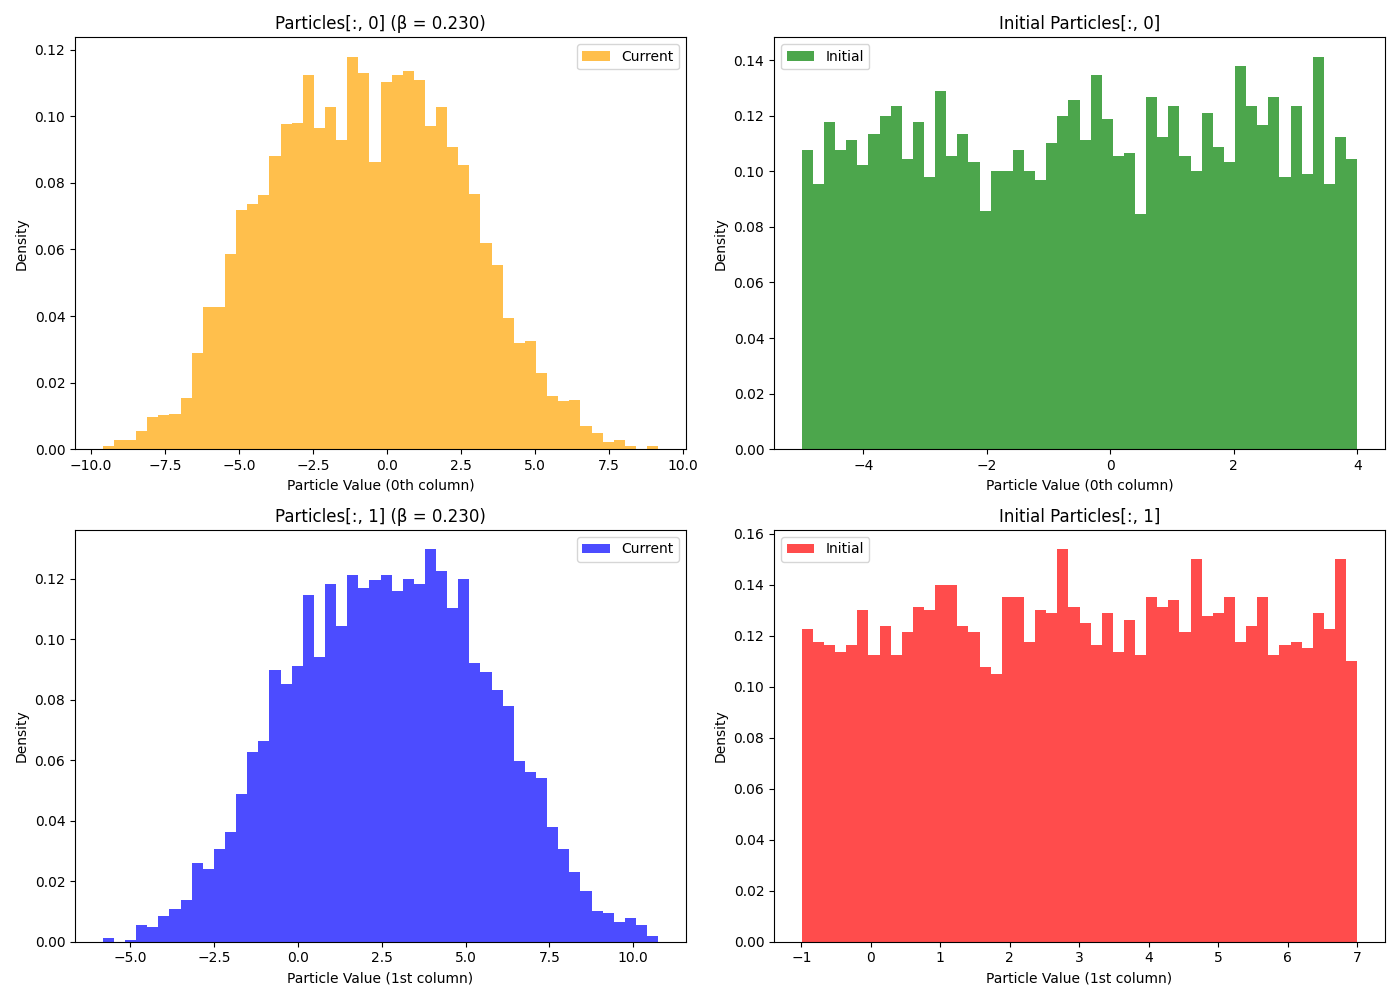 Particles[:, 0] (β = 0.230)
Current
0.12
0.10
0.08
0.06
0.04
0.02
0.00
Density
−10.0 −7.5 −5.0 −2.5 0.0 2.5 5.0 7.5 10.0
Particle Value (0th column)
Initial Particles[:, 0]
Initial
0.14
0.12
0.10
0.08
0.06
0.04
0.02
0.00
Density
−4 −2 0 2 4
Particle Value (0th column)
Particles[:, 1] (β = 0.230)
Current
0.12
0.10
0.08
0.06
0.04
0.02
0.00
Density
−5.0 −2.5 0.0 2.5 5.0 7.5 10.0
Particle Value (1st column)
Initial Particles[:, 1]
Initial
0.16
0.14
0.12
0.10
0.08
0.06
0.04
0.02
0.00
Density
−1 0 1 2 3 4 5 6 7
Particle Value (1st column)